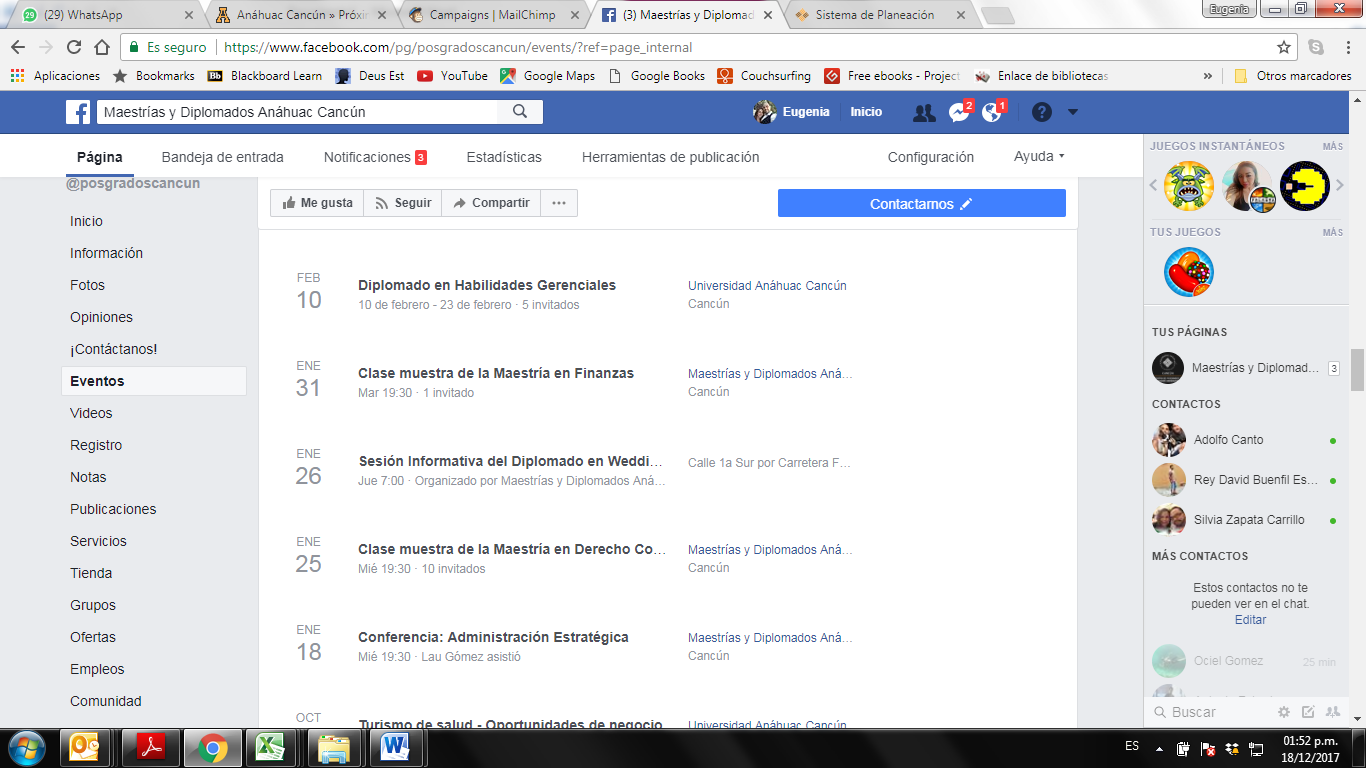 (29) WhatsApp
Anáhuac Cancún » Próxin
Campaigns | MailChimp
(3) Maestrías y Diplomad
Sistema de Planeación
Eugenia
Es seguro
https://www.facebook.com/pg/posgradoscancun/events/?ref=page_internal
Aplicaciones
Bookmarks
Bb
Blackboard Learn
Deus Est
YouTube
Google Maps
Google Books
Couchsurfing
Free ebooks - Project
Enlace de bibliotecas
»
Otros marcadores
Maestrías y Diplomados Anáhuac Cancún
Eugenia
Inicio
2
1
Página
Bandeja de entrada
Notificaciones 3
Estadísticas
Herramientas de publicación
Configuración
Ayuda
@posgradoscancun
Inicio
Información
Fotos
Opiniones
¡Contáctanos!
Eventos
Videos
Registro
Notas
Publicaciones
Servicios
Tienda
Grupos
Ofertas
Empleos
Comunidad
Me gusta
Seguir
Compartir
...
Contactarnos
FEB
10
Diplomado en Habilidades Gerenciales
10 de febrero - 23 de febrero · 5 invitados
Universidad Anáhuac Cancún
Cancún
ENE
31
Clase muestra de la Maestría en Finanzas
Mar 19:30 · 1 invitado
Maestrías y Diplomados Aná…
Cancún
ENE
26
Sesión Informativa del Diplomado en Weddi…
Jue 7:00 · Organizado por Maestrías y Diplomados Aná…
Calle 1a Sur por Carretera F…
ENE
25
Clase muestra de la Maestría en Derecho Co…
Mié 19:30 · 10 invitados
Maestrías y Diplomados Aná…
Cancún
ENE
18
Conferencia: Administración Estratégica
Mié 19:30 · Lau Gómez asistió
Maestrías y Diplomados Aná…
Cancún
OCT
Turismo de salud - Oportunidades de negocio
Universidad Anáhuac Cancún
JUEGOS INSTANTÁNEOS
MÁS
TUS JUEGOS
MÁS
TUS PÁGINAS
Maestrías y Diplomad...
3
CONTACTOS
Adolfo Canto
Rey David Buenfil Es...
Silvia Zapata Carrillo
MÁS CONTACTOS
Estos contactos no te
pueden ver en el chat.
Editar
Ociel Gomez
25 min
Buscar
ES
01:52 p.m.
18/12/2017